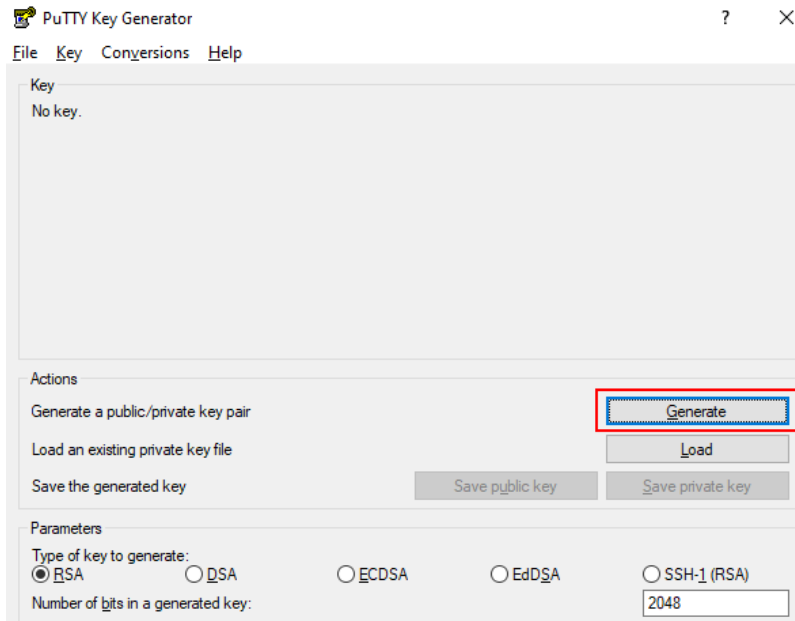 PuTTY Key Generator ?
File Key Conversions Help
Key
No key.
Actions
Generate a public/private key pair Generate
Load an existing private key file Load
Save the generated key Save public key Save private key
Parameters
Type of key to generate:
RSA DSA ECDSA EdDSA SSH-1 (RSA)
Number of bits in a generated key: 2048